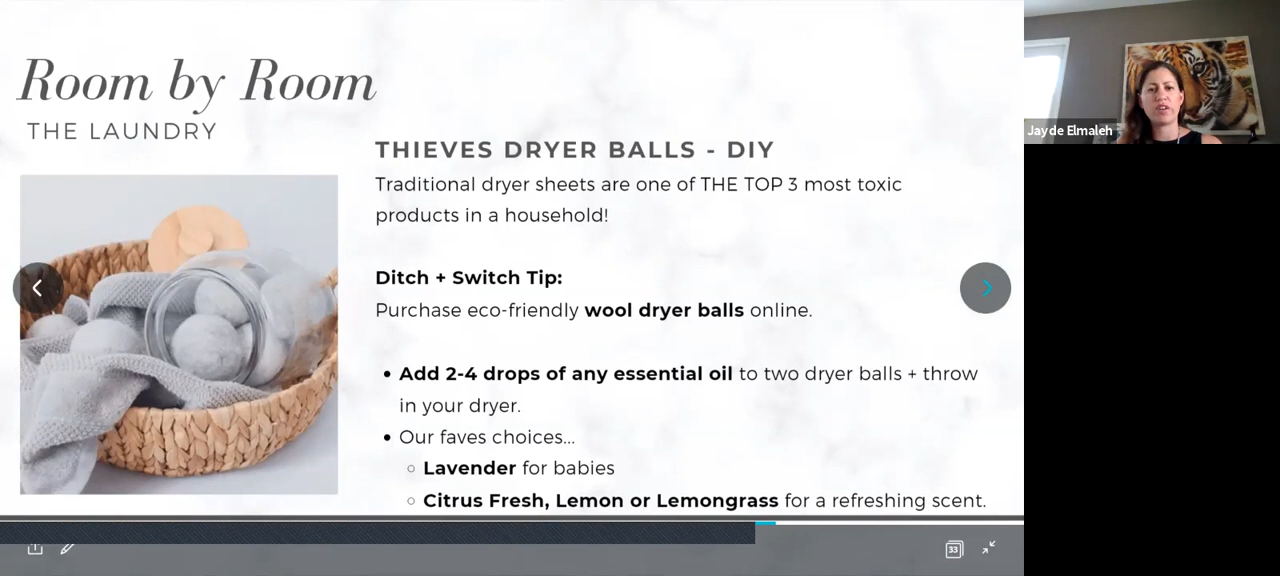 Room by Room
THE LAUNDRY
THIEVES DRYER BALLS - DIY
Traditional dryer sheets are one of THE TOP 3 most toxic
products in a household!
Ditch + Switch Tip:
Purchase eco-friendly wool dryer balls online.
• Add 2-4 drops of any essential oil to two dryer balls + throw
in your dryer.
• Our faves choices...
○ Lavender for babies
○ Citrus Fresh, Lemon or Lemongrass for a refreshing scent.
Jayde Elmaleh
33